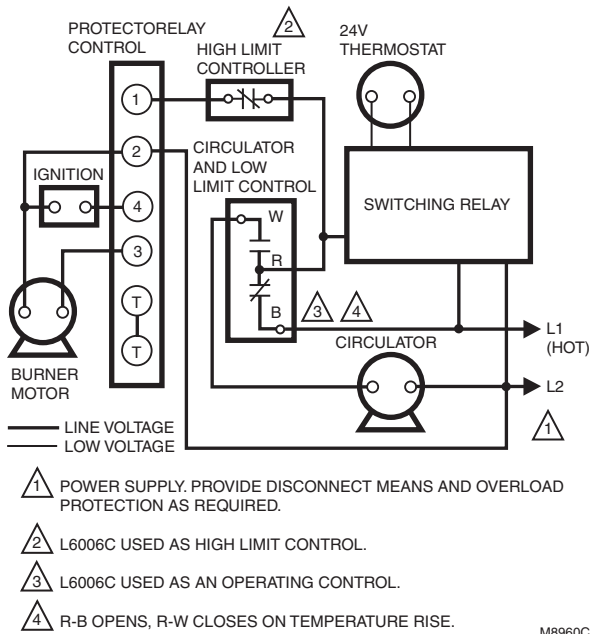 PROTECTORELAY
CONTROL
2
HIGH LIMIT
CONTROLLER
24V
THERMOSTAT
1
2
IGNITION
4
3
T
T
BURNER
MOTOR
CIRCULATOR
AND LOW
LIMIT CONTROL
W
R
B
3
4
SWITCHING RELAY
CIRCULATOR
L1
(HOT)
L2
1
LINE VOLTAGE
LOW VOLTAGE
1 POWER SUPPLY. PROVIDE DISCONNECT MEANS AND OVERLOAD
PROTECTION AS REQUIRED.
2 L6006C USED AS HIGH LIMIT CONTROL.
3 L6006C USED AS AN OPERATING CONTROL.
4 R-B OPENS, R-W CLOSES ON TEMPERATURE RISE.
M8960C